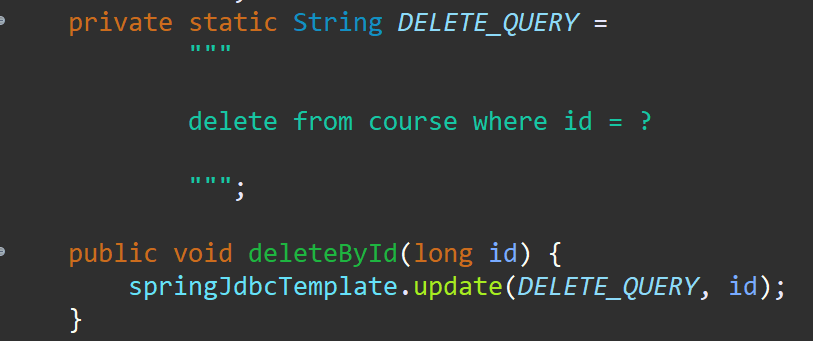 private static String DELETE_QUERY =
"""
delete from course where id = ?
""";
public void deleteById(long id) {
springJdbcTemplate.update(DELETE_QUERY, id);
}